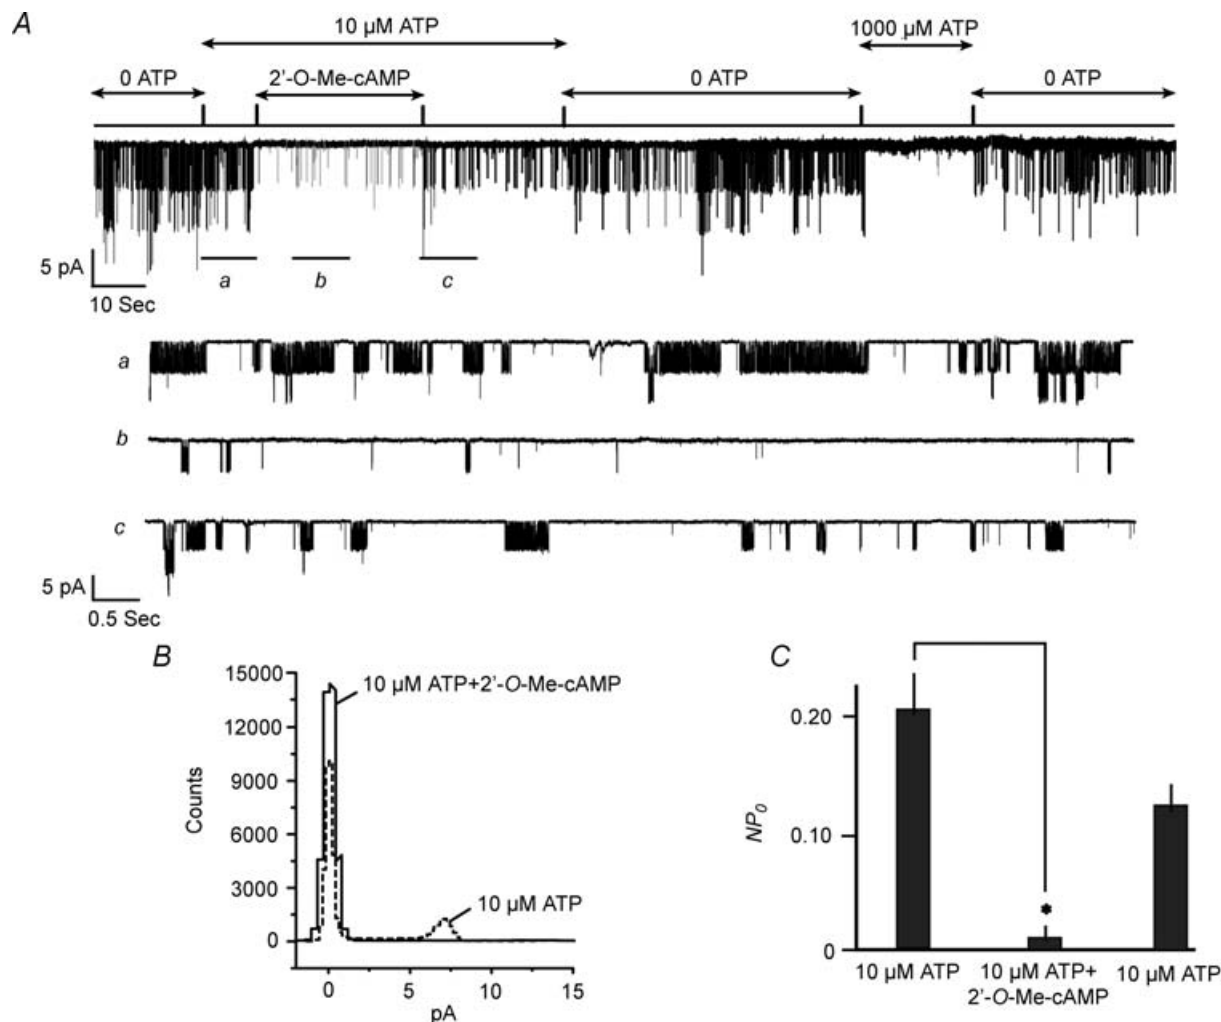 A
10 µM ATP
1000 µM ATP
0 ATP
2'-O-Me-cAMP
0 ATP
0 ATP
5 pA
10 Sec
a
b
c
a
b
c
5 pA
0.5 Sec
B
15000
12000
9000
6000
3000
0
Counts
10 µM ATP+2'-O-Me-cAMP
10 µM ATP
0
5
10
15
pA
C
0.20
0.10
0
NP0
*
10 µM ATP
10 µM ATP+
2'-O-Me-cAMP
10 µM ATP